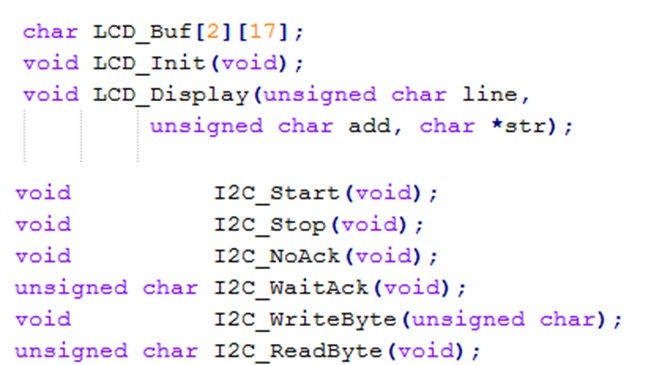 char LCD_Buf[2][17];
void LCD_Init(void);
void LCD_Display(unsigned char line,
unsigned char add, char *str);
void I2C_Start(void);
void I2C_Stop(void);
void I2C_NoAck(void);
unsigned char I2C_WaitAck(void);
void I2C_WriteByte(unsigned char);
unsigned char I2C_ReadByte(void);